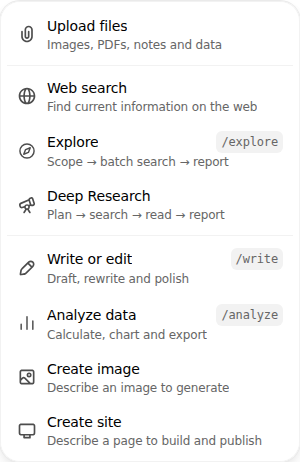 Upload files
Images, PDFs, notes and data
Web search
Find current information on the web
Explore /explore
Scope → batch search → report
Deep Research
Plan → search → read → report
Write or edit /write
Draft, rewrite and polish
Analyze data /analyze
Calculate, chart and export
Create image
Describe an image to generate
Create site
Describe a page to build and publish